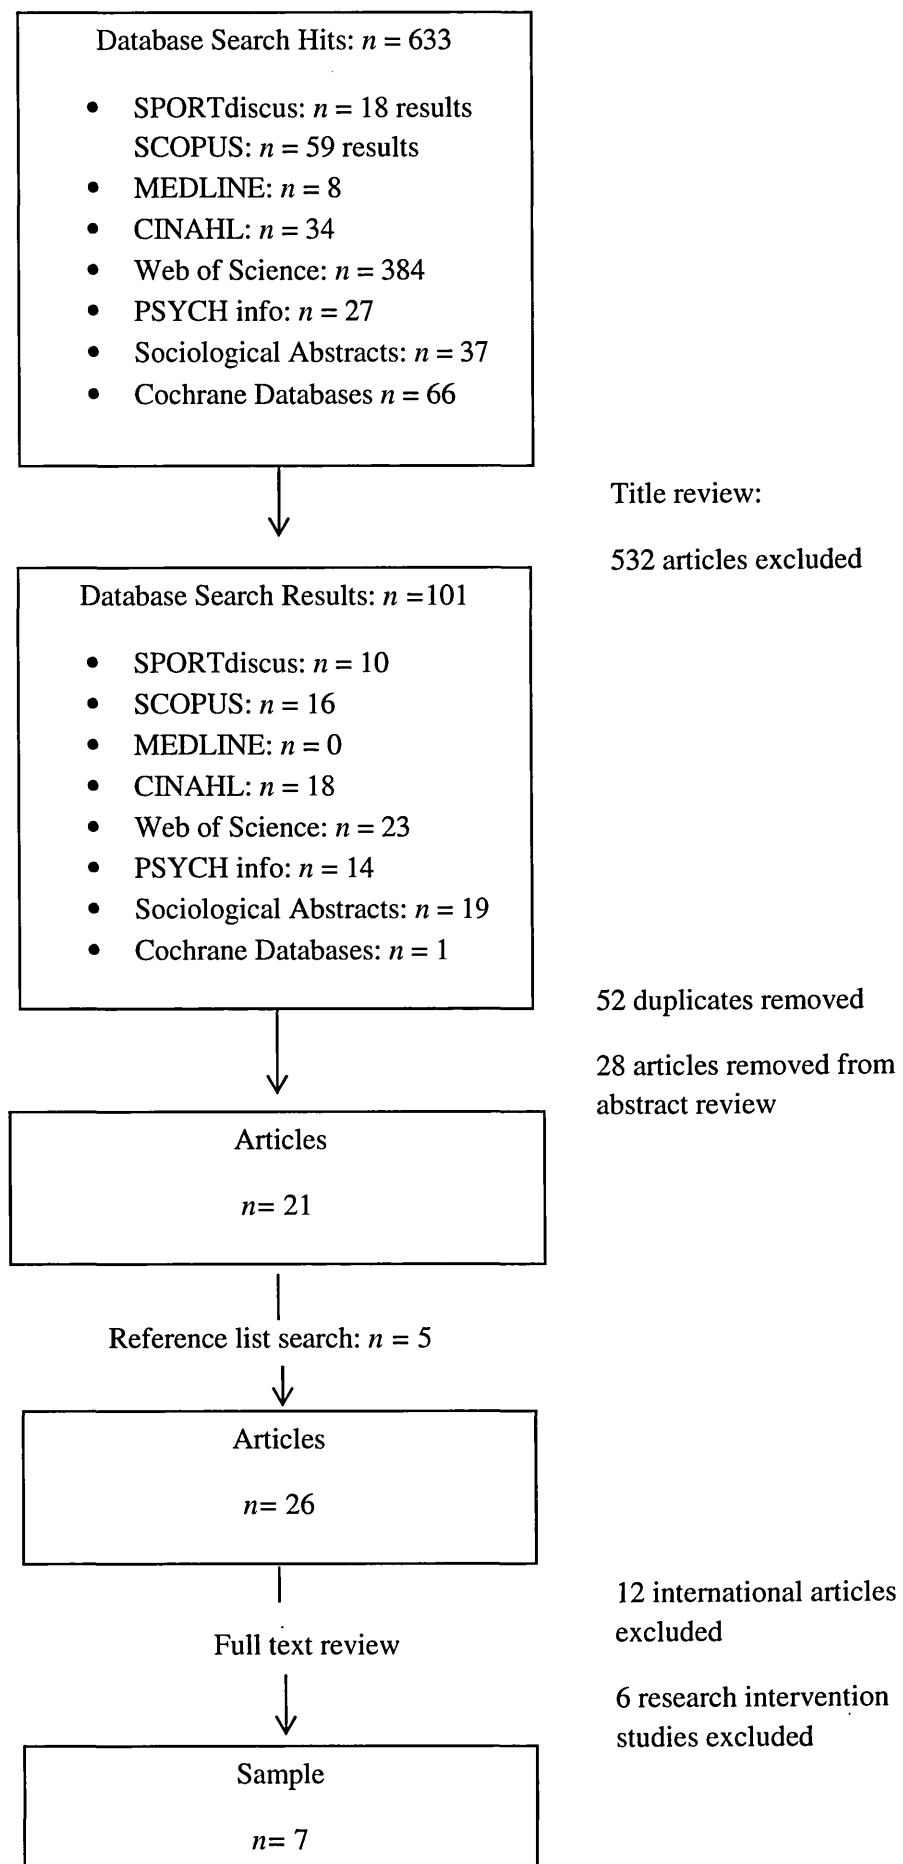 Database Search Hits: n = 633
• SPORTdiscus: n = 18 results
SCOPUS: n = 59 results
• MEDLINE: n = 8
• CINAHL: n = 34
• Web of Science: n = 384
• PSYCH info: n = 27
• Sociological Abstracts: n = 37
• Cochrane Databases n = 66
Title review:
532 articles excluded
Database Search Results: n =101
• SPORTdiscus: n = 10
• SCOPUS: n = 16
• MEDLINE: n = 0
• CINAHL: n = 18
• Web of Science: n = 23
• PSYCH info: n = 14
• Sociological Abstracts: n = 19
• Cochrane Databases: n = 1
52 duplicates removed
28 articles removed from
abstract review
Articles
n= 21
Reference list search: n = 5
Articles
n= 26
12 international articles
excluded
Full text review
6 research intervention
studies excluded
Sample
n= 7